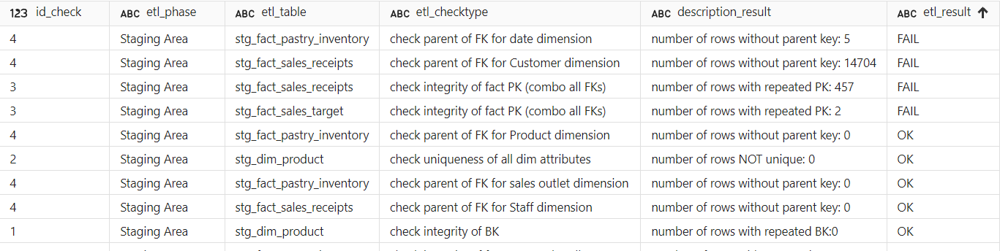 123 id_check ABC etl_phase ABC etl_table ABC etl_checktype ABC description_result ABC etl_result
4 Staging Area stg_fact_pastry_inventory check parent of FK for date dimension number of rows without parent key: 5 FAIL
4 Staging Area stg_fact_sales_receipts check parent of FK for Customer dimension number of rows without parent key: 14704 FAIL
3 Staging Area stg_fact_sales_receipts check integrity of fact PK (combo all FKs) number of rows with repeated PK: 457 FAIL
3 Staging Area stg_fact_sales_target check integrity of fact PK (combo all FKs) number of rows with repeated PK: 2 FAIL
4 Staging Area stg_fact_pastry_inventory check parent of FK for Product dimension number of rows without parent key: 0 OK
2 Staging Area stg_dim_product check uniqueness of all dim attributes number of rows NOT unique: 0 OK
4 Staging Area stg_fact_pastry_inventory check parent of FK for sales outlet dimension number of rows without parent key: 0 OK
4 Staging Area stg_fact_sales_receipts check parent of FK for Staff dimension number of rows without parent key: 0 OK
1 Staging Area stg_dim_product check integrity of BK number of rows with repeated BK:0 OK